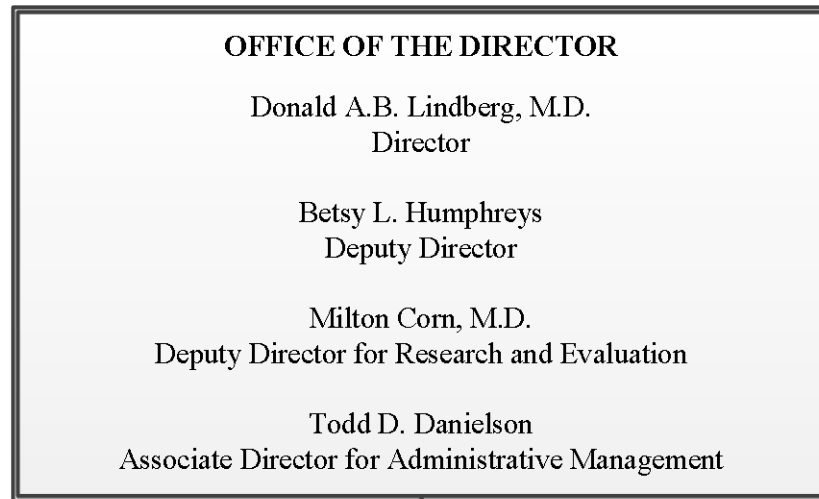 OFFICE OF THE DIRECTOR
Donald A.B. Lindberg, M.D.
Director
Betsy L. Humphreys
Deputy Director
Milton Corn, M.D.
Deputy Director for Research and Evaluation
Todd D. Danielson
Associate Director for Administrative Management